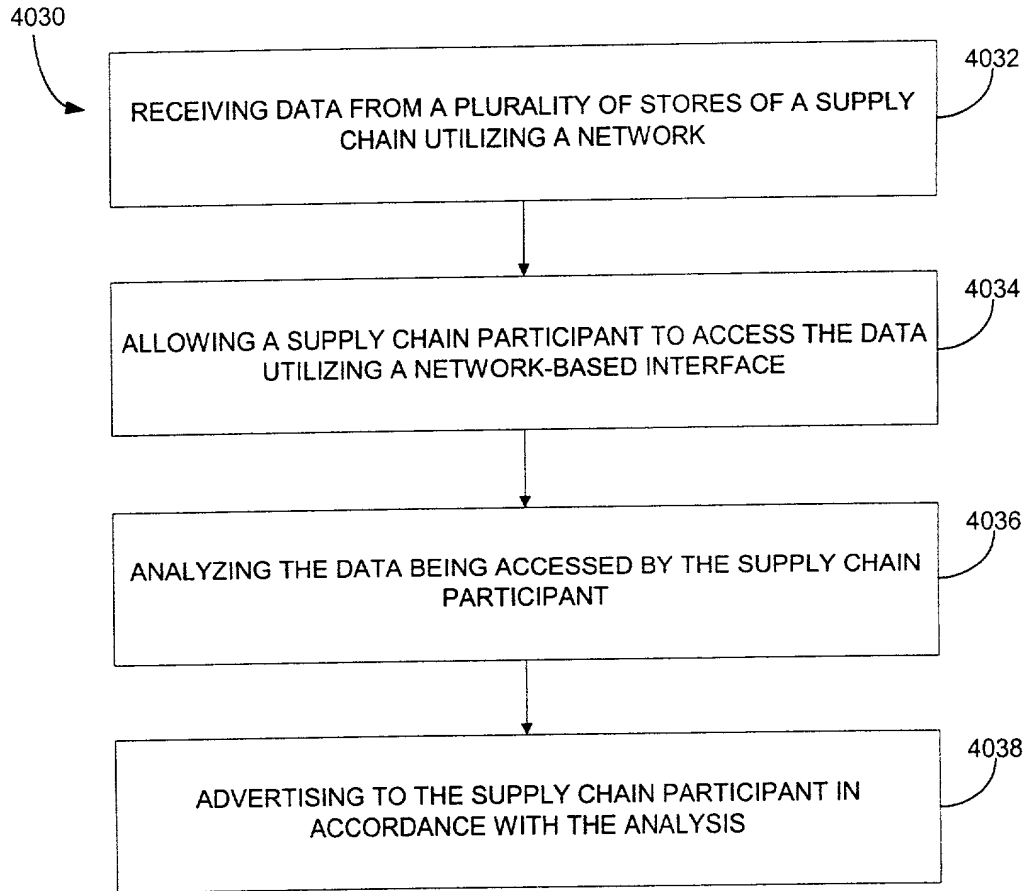 4030
4032
RECEIVING DATA FROM A PLURALITY OF STORES OF A SUPPLY
CHAIN UTILIZING A NETWORK
4034
ALLOWING A SUPPLY CHAIN PARTICIPANT TO ACCESS THE DATA
UTILIZING A NETWORK-BASED INTERFACE
4036
ANALYZING THE DATA BEING ACCESSED BY THE SUPPLY CHAIN
PARTICIPANT
4038
ADVERTISING TO THE SUPPLY CHAIN PARTICIPANT IN
ACCORDANCE WITH THE ANALYSIS